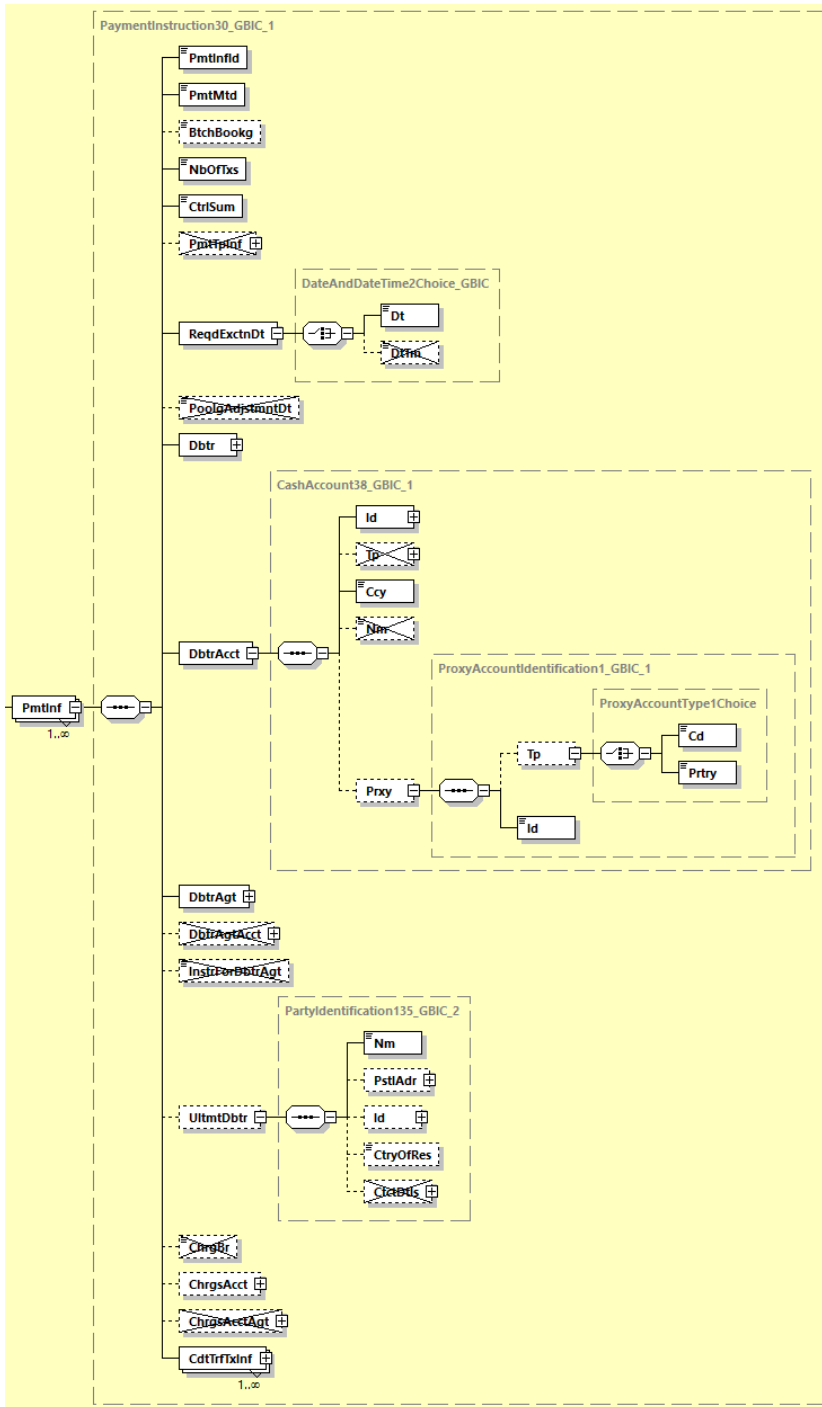 PaymentInstruction30_GBIC_1
PmtInfId
PmtMtd
BtchBookg
NbOfTxs
CtrlSum
PmtTpInf
DateAndDateTime2Choice_GBIC
Dt
ReqdExctnDt
DtTm
PoolgAdjstmntDt
Dbtr
CashAccount38_GBIC_1
Id
Tp
Ccy
Nm
DbtrAcct
ProxyAccountIdentification1_GBIC_1
ProxyAccountType1Choice
PmtInf
1..∞
Cd
Tp
Prtry
Prxy
Id
DbtrAgt
DbtrAgtAcct
InstrForDbtrAgt
PartyIdentification135_GBIC_2
Nm
PstlAdr
UltmtDbtr
Id
CtryOfRes
CtctDtls
ChrgBr
ChrgsAcct
ChrgsAcctAgt
CdtTrfTxInf
1..∞